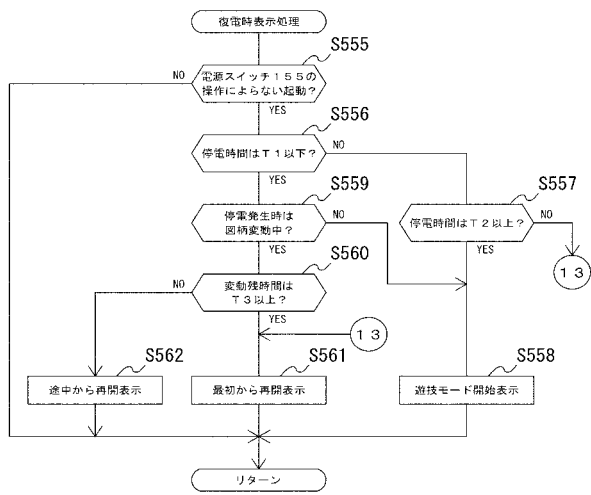 復電時表示処理
S555
NO
電源スイッチ155の
操作によらない起動?
YES
S556
停電時間はT1以下?
NO
YES
S559
S557
停電発生時は
図柄変動中?
NO
停電時間はT2以上?
NO
YES
YES
S560
13
NO
変動残時間は
T3以上?
YES
13
S562
S561
S558
途中から再開表示
最初から再開表示
遊技モード開始表示
リターン